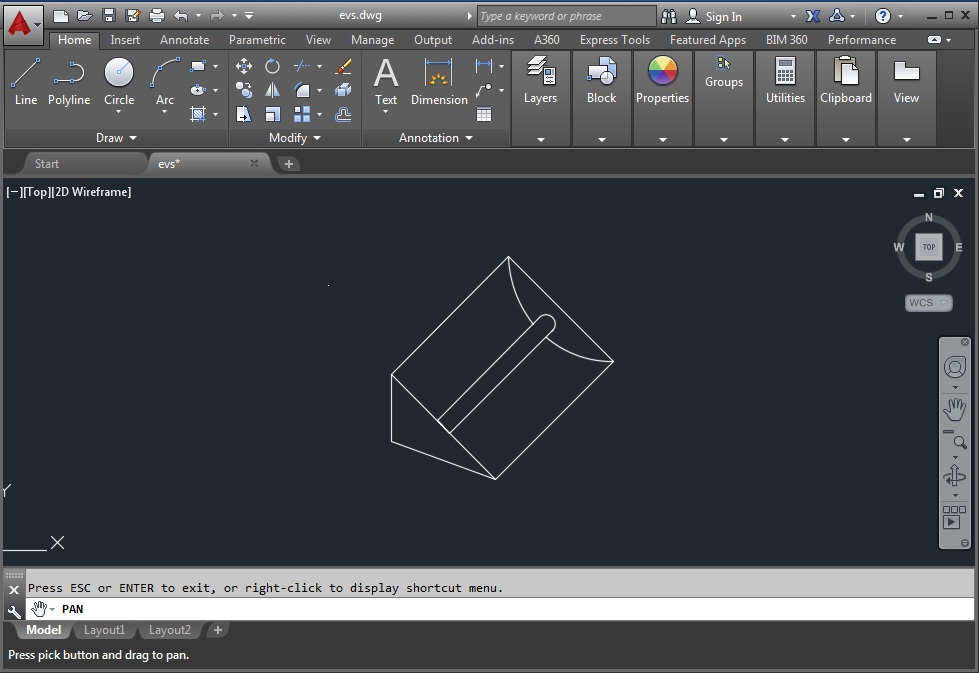 evs.dwg
Type a keyword or phrase
Sign In
Home Insert Annotate Parametric View Manage Output Add-ins A360 Express Tools Featured Apps BIM 360 Performance
Line Polyline Circle Arc
A
Text Dimension
Layers Block Properties Groups Utilities Clipboard View
Draw Modify Annotation
Start evs*
[−][Top][2D Wireframe]
N
W TOP E
S
WCS
Y
X
Press ESC or ENTER to exit, or right-click to display shortcut menu.
PAN
Model Layout1 Layout2
Press pick button and drag to pan.